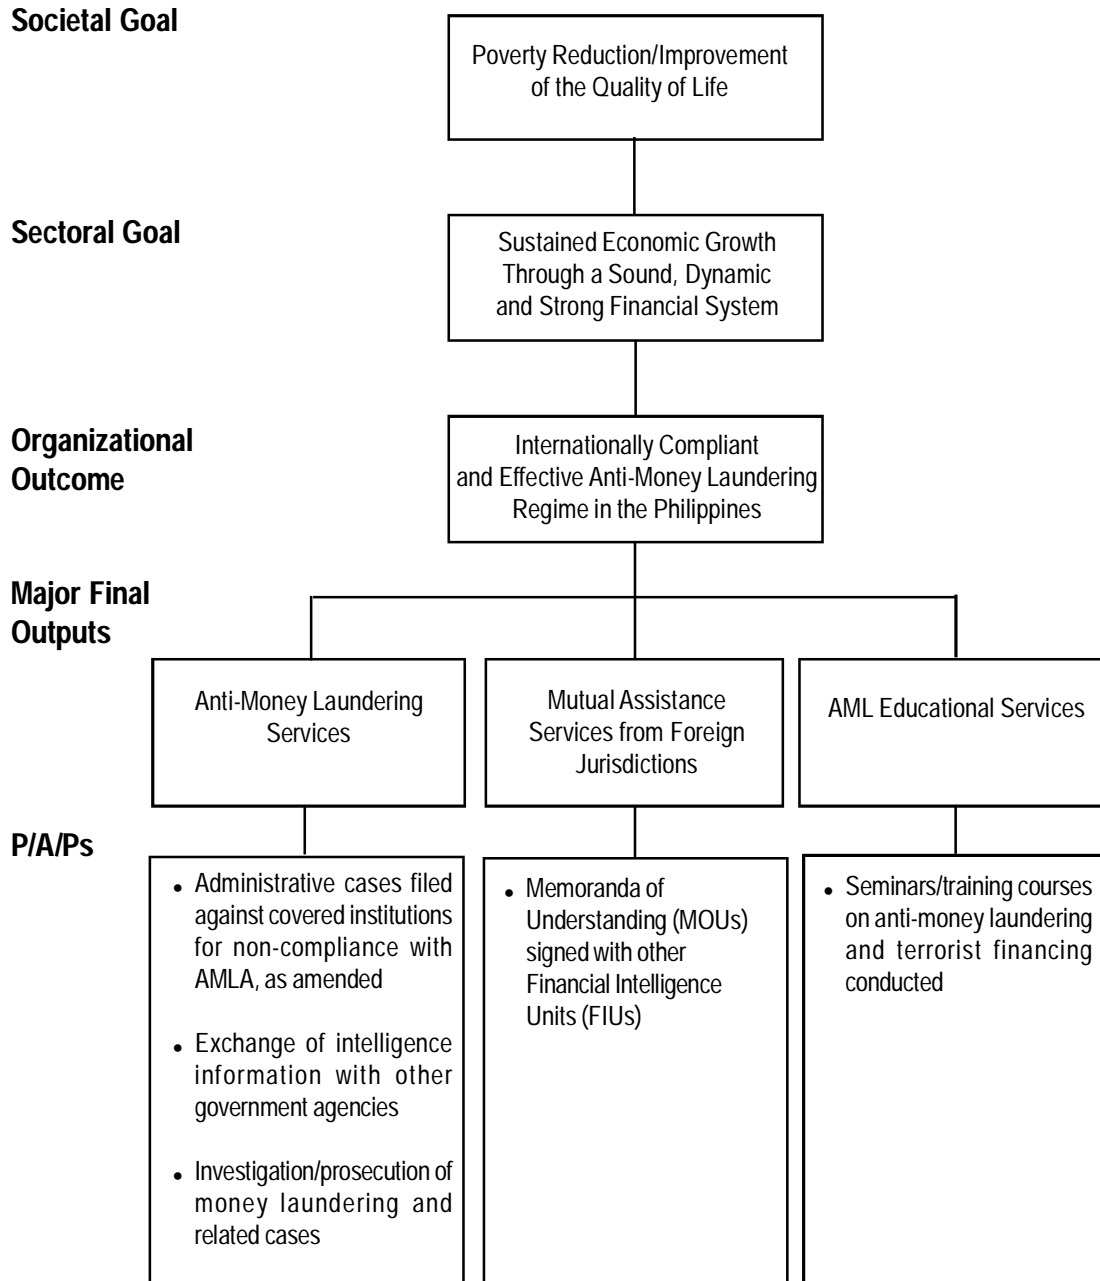 Societal Goal
Poverty Reduction/Improvement
of the Quality of Life
Sectoral Goal
Sustained Economic Growth
Through a Sound, Dynamic
and Strong Financial System
Organizational
Outcome
Internationally Compliant
and Effective Anti-Money Laundering
Regime in the Philippines
Major Final
Outputs
Anti-Money Laundering
Services
Mutual Assistance
Services from Foreign
Jurisdictions
AML Educational Services
P/A/Ps
• Administrative cases filed
against covered institutions
for non-compliance with
AMLA, as amended
• Exchange of intelligence
information with other
government agencies
• Investigation/prosecution of
money laundering and
related cases
• Memoranda of
Understanding (MOUs)
signed with other
Financial Intelligence
Units (FIUs)
• Seminars/training courses
on anti-money laundering
and terrorist financing
conducted